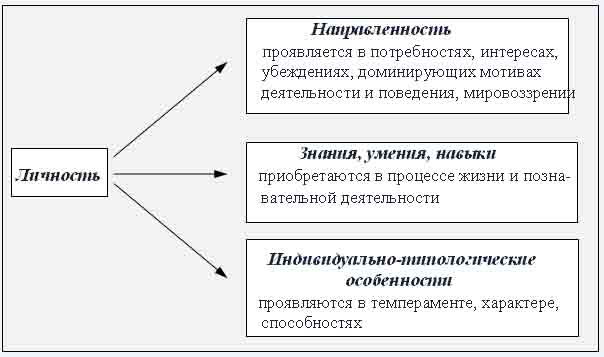 Направленность
проявляется в потребностях, интересах,
убеждениях, доминирующих мотивах
деятельности и поведения, мировоззрении
Личность
Знания, умения, навыки
приобретаются в процессе жизни и позна-
вательной деятельности
Индивидуально-типологические
особенности
проявляются в темпераменте, характере,
способностях